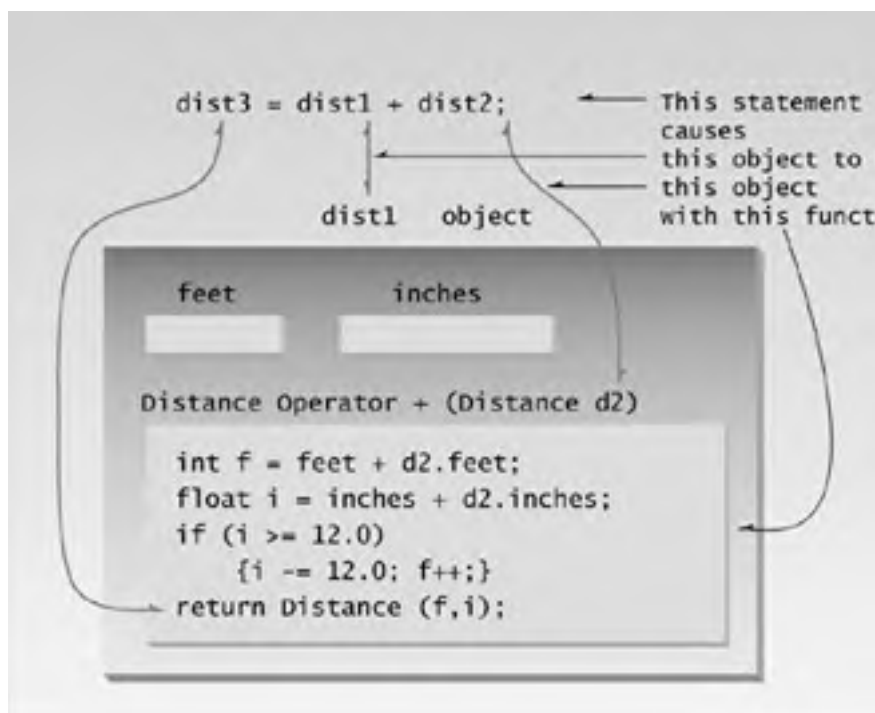 dist3 = dist1 + dist2;
This statement
causes
this object to
this object
with this funct
dist1 object
feet inches
Distance Operator + (Distance d2)
int f = feet + d2.feet;
float i = inches + d2.inches;
if (i >= 12.0)
{i -= 12.0; f++;}
return Distance (f,i);